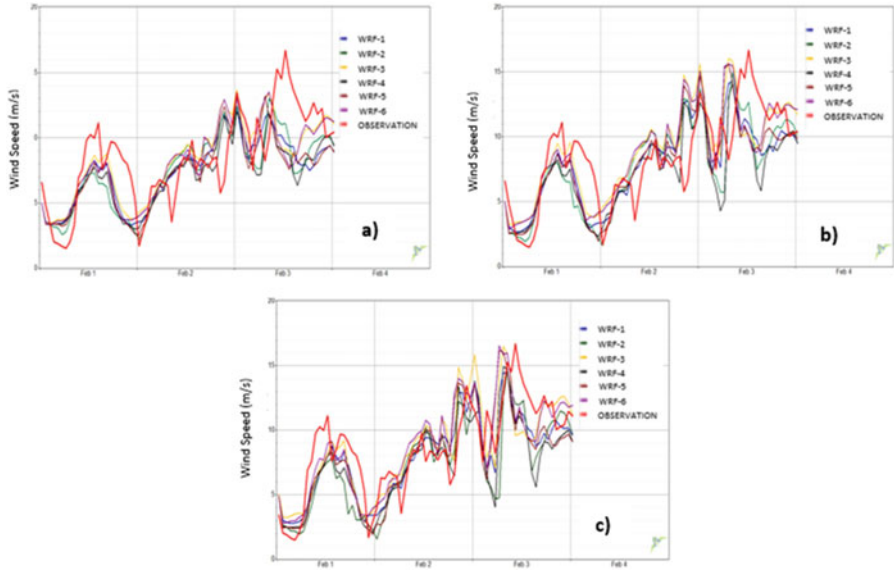 20
5
0
5
0
Wind Speed (m/s)
WRF-1
WRF-2
WRF-3
WRF-4
WRF-5
WRF-6
OBSERVATION
a)
Feb 1
Feb 2
Feb 3
Feb 4
20
15
10
5
0
Wind Speed (m/s)
WRF-1
WRF-2
WRF-3
WRF-4
WRF-5
WRF-6
OBSERVATION
b)
Feb 1
Feb 2
Feb 3
Feb 4
20
15
10
5
0
Wind Speed (m/s)
WRF-1
WRF-2
WRF-3
WRF-4
WRF-5
WRF-6
OBSERVATION
c)
Feb 1
Feb 2
Feb 3
Feb 4